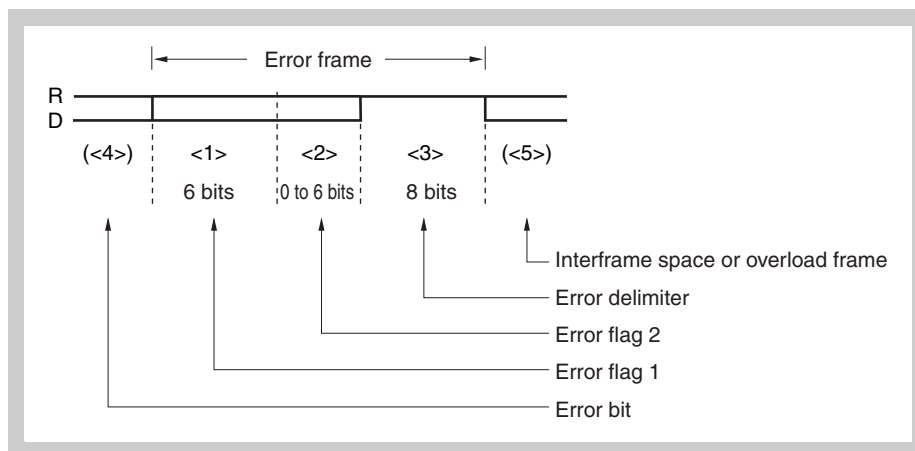 Error frame
R
D
(<4>) <1> <2> <3> (<5>)
6 bits 0 to 6 bits 8 bits
Interframe space or overload frame
Error delimiter
Error flag 2
Error flag 1
Error bit